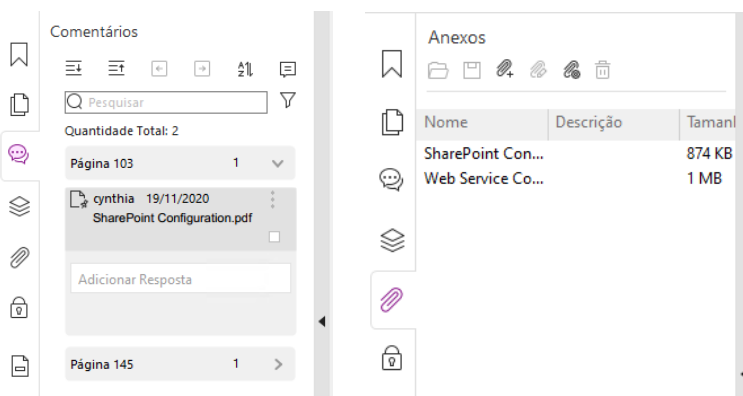 Comentários
Pesquisar
Quantidade Total: 2
Página 103 1
cynthia 19/11/2020
SharePoint Configuration.pdf
Adicionar Resposta
Página 145 1
Anexos
Nome Descrição Tamanh
SharePoint Con... 874 KB
Web Service Co... 1 MB